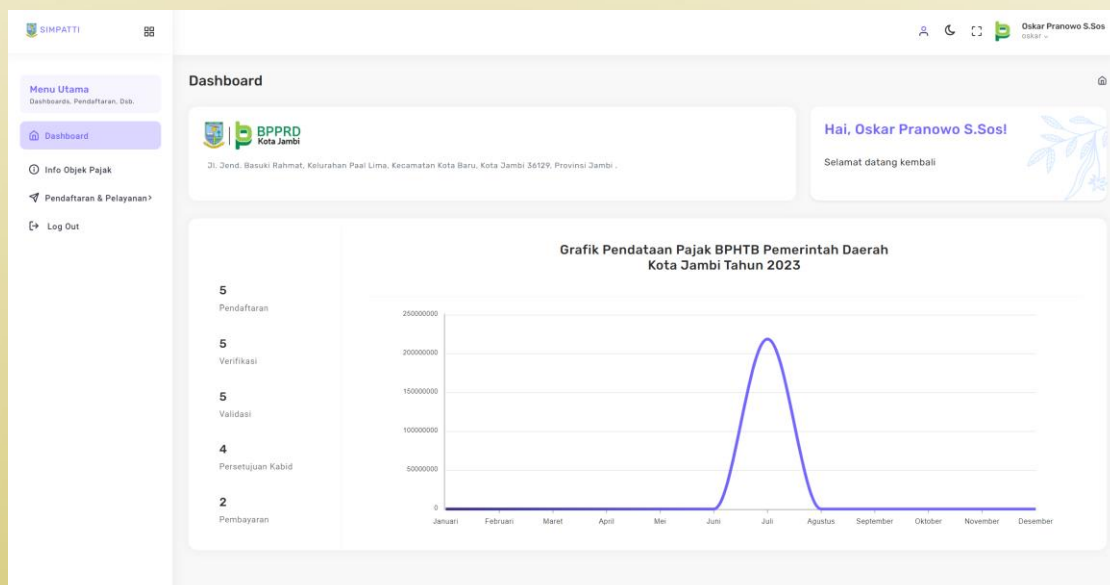 SIMPATTI
Oskar Pranowo S.Sos
oskar
Menu Utama
Dashboards, Pendaftaran, Dsb.
Dashboard
Info Objek Pajak
Pendaftaran & Pelayanan
Log Out
Dashboard
BPPRD
Kota Jambi
Jl. Jend. Basuki Rahmat, Kelurahan Paal Lima, Kecamatan Kota Baru, Kota Jambi 36129, Provinsi Jambi .
Hai, Oskar Pranowo S.Sos!
Selamat datang kembali
5
Pendaftaran
5
Verifikasi
5
Validasi
4
Persetujuan Kabid
2
Pembayaran
Grafik Pendataan Pajak BPHTB Pemerintah Daerah
Kota Jambi Tahun 2023
250000000
200000000
150000000
100000000
50000000
0
Januari Februari Maret April Mei Juni Juli Agustus September Oktober November Desember